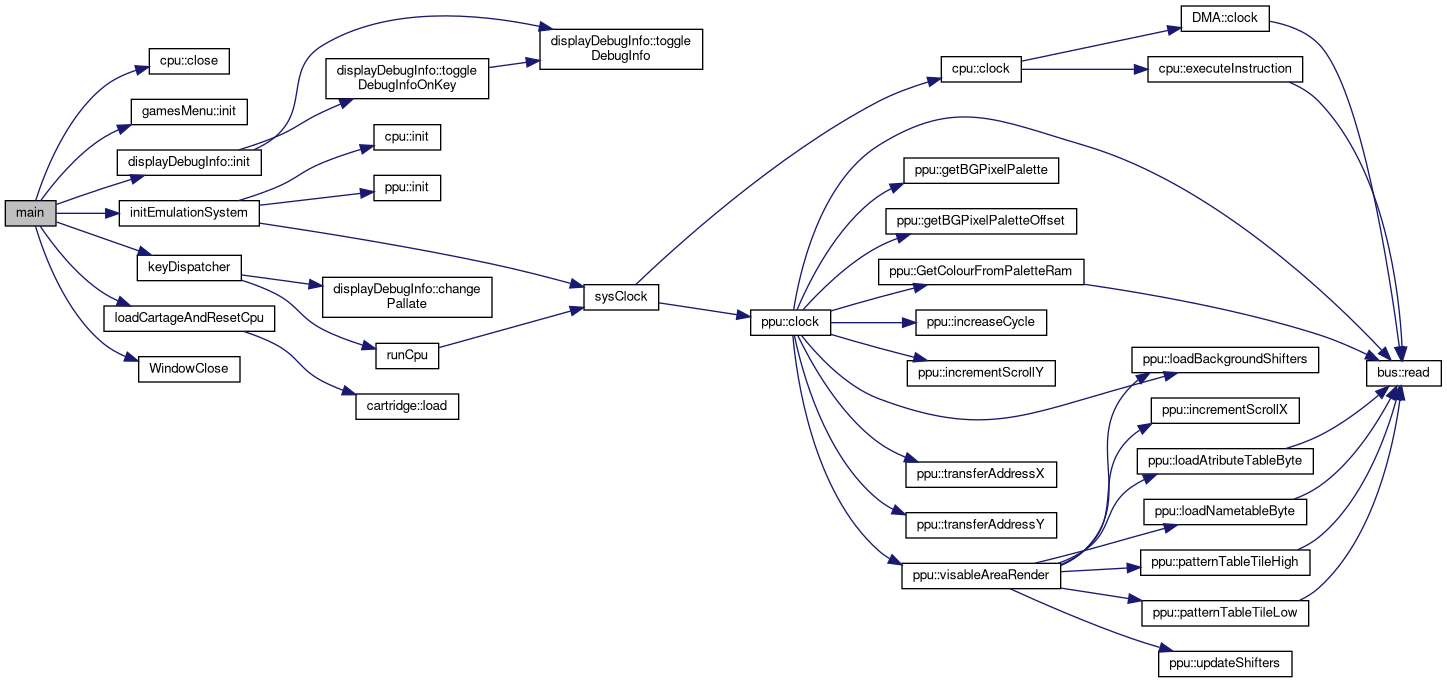 main
cpu::close
gamesMenu::init
displayDebugInfo::init
initEmulationSystem
keyDispatcher
loadCartageAndResetCpu
WindowClose
displayDebugInfo::toggle
DebugInfoOnKey
cpu::init
ppu::init
displayDebugInfo::change
Pallate
runCpu
cartridge::load
displayDebugInfo::toggle
DebugInfo
sysClock
cpu::clock
ppu::clock
DMA::clock
cpu::executeInstruction
ppu::getBGPixelPalette
ppu::getBGPixelPaletteOffset
ppu::GetColourFromPaletteRam
ppu::increaseCycle
ppu::incrementScrollY
ppu::transferAddressX
ppu::transferAddressY
ppu::visableAreaRender
ppu::loadBackgroundShifters
ppu::incrementScrollX
ppu::loadAtributeTableByte
ppu::loadNametableByte
ppu::patternTableTileHigh
ppu::patternTableTileLow
ppu::updateShifters
bus::read